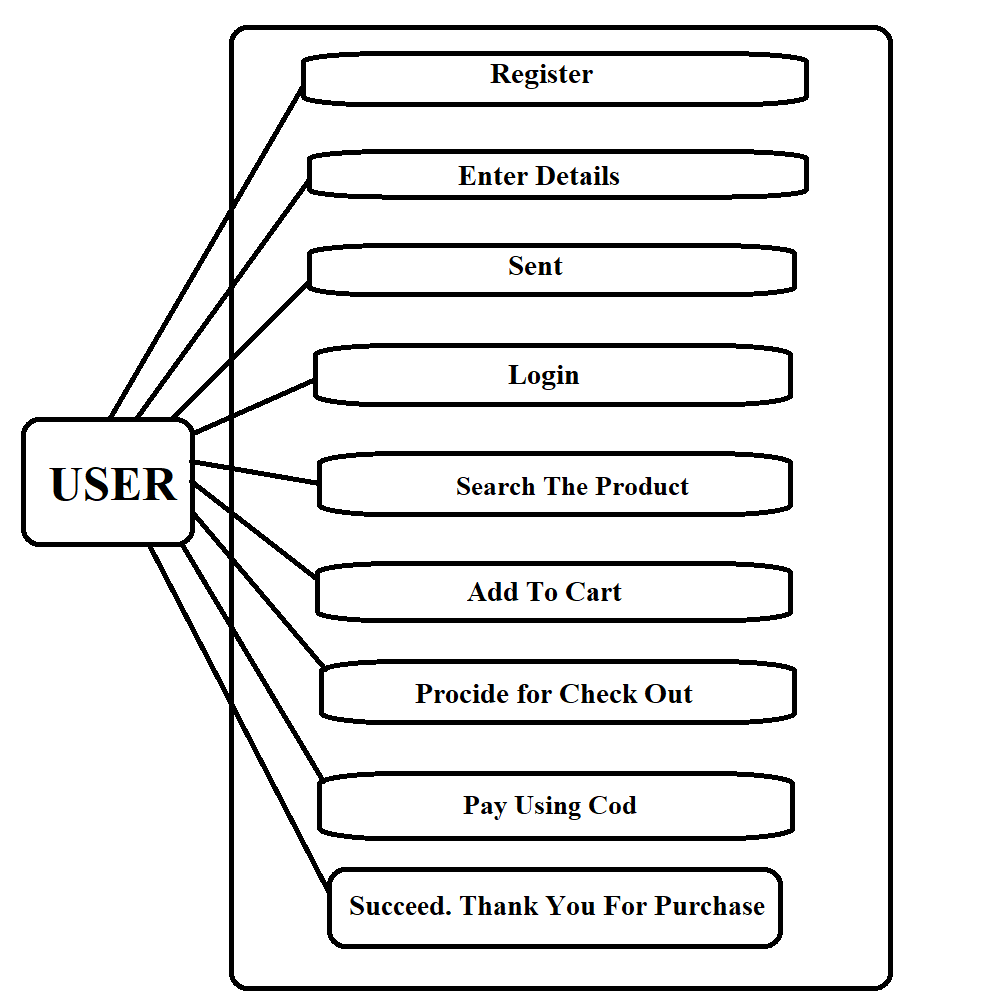 Register
Enter Details
Sent
Login
USER
Search The Product
Add To Cart
Procide for Check Out
Pay Using Cod
Succeed. Thank You For Purchase